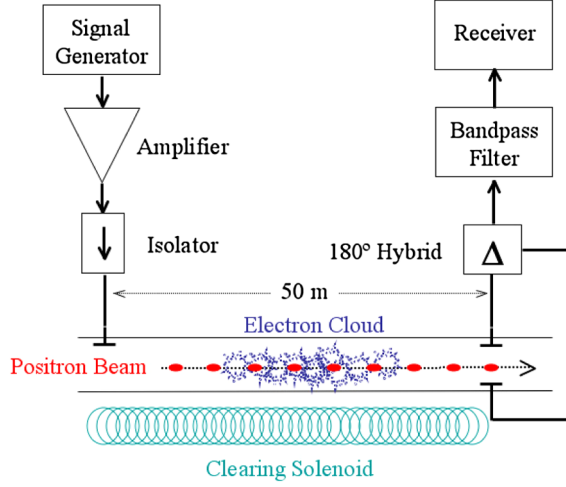 Signal
Generator
Receiver
Amplifier
Bandpass
Filter
Isolator
180° Hybrid
Δ
50 m
Electron Cloud
Positron Beam
Clearing Solenoid